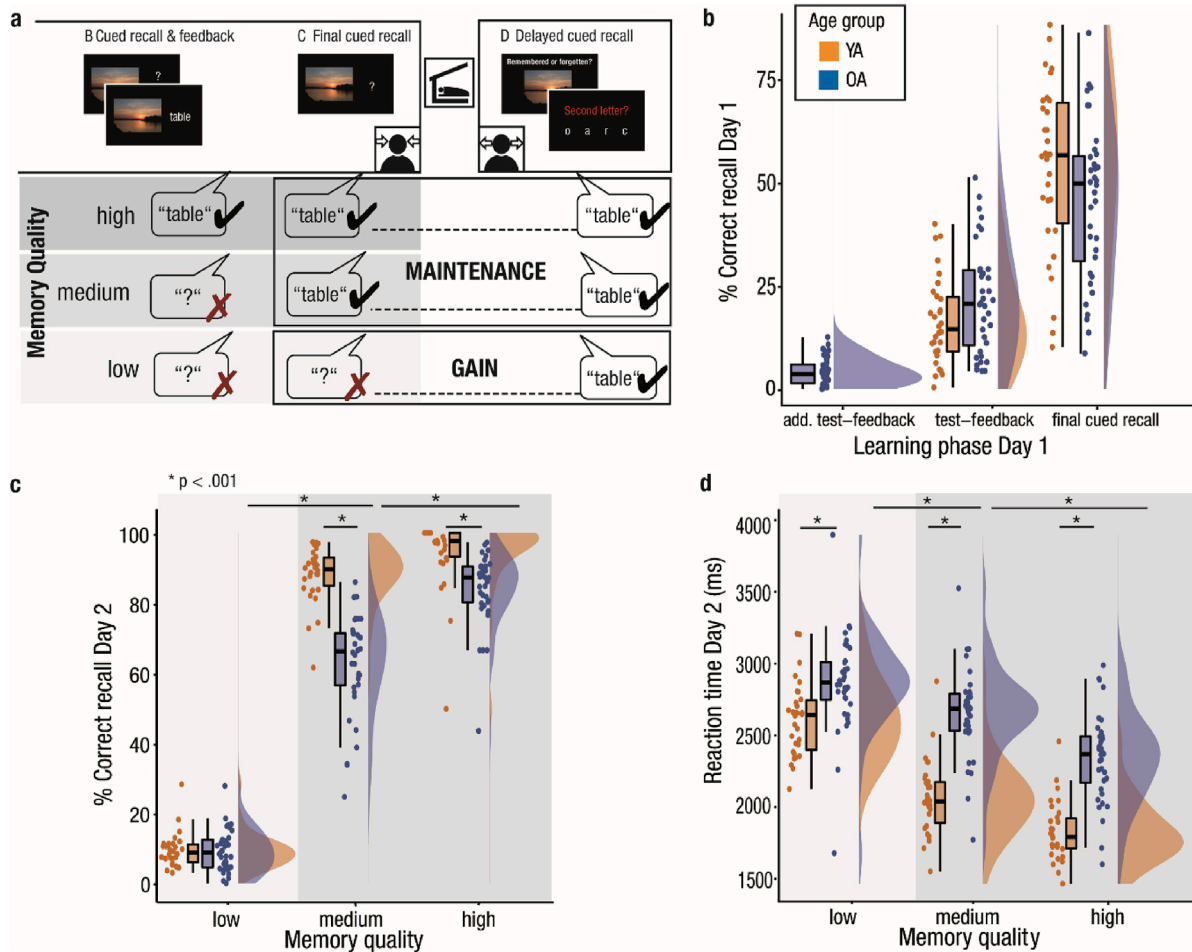 a
B Cued recall & feedback
C Final cued recall
D Delayed cued recall
?
table
?
Remembered or forgotten?
Second letter?
o a r c
Memory Quality
high
"table"
"table"
"table"
MAINTENANCE
medium
"?"
"table"
"table"
low
"?"
"?"
GAIN
"table"
b
Age group
YA
OA
% Correct recall Day 1
75
50
25
0
add. test–feedback
test–feedback
final cued recall
Learning phase Day 1
c
* p < .001
*
*
*
*
% Correct recall Day 2
100
80
60
40
20
0
low
medium
high
Memory quality
d
*
*
*
*
*
Reaction time Day 2 (ms)
4000
3500
3000
2500
2000
1500
low
medium
high
Memory quality